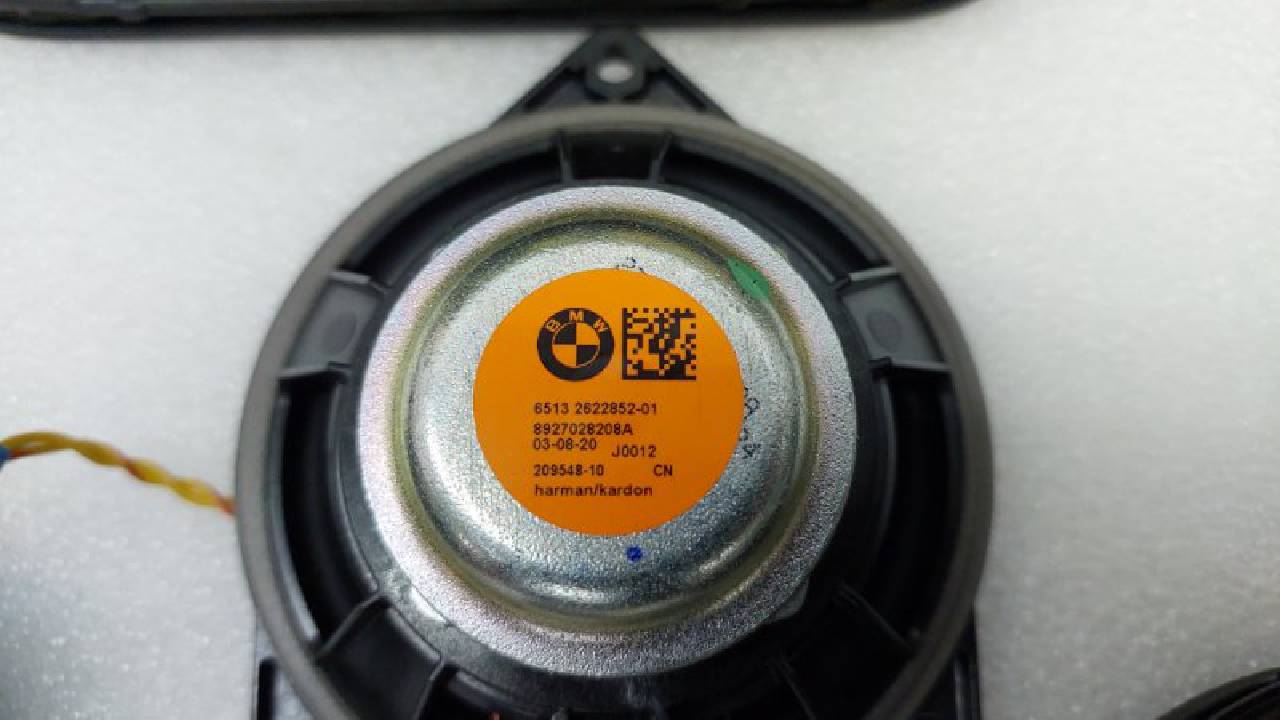 BMW
6513 2622852-01
8927028208A
03-08-20 J0012
209548-10 CN
harman/kardon